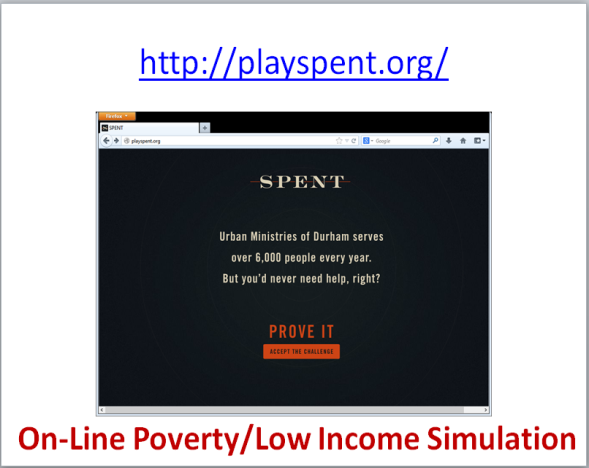 http://playspent.org/
Firefox
SPENT
playspent.org
Google
SPENT
Urban Ministries of Durham serves
over 6,000 people every year.
But you'd never need help, right?
PROVE IT
ACCEPT THE CHALLENGE
On-Line Poverty/Low Income Simulation